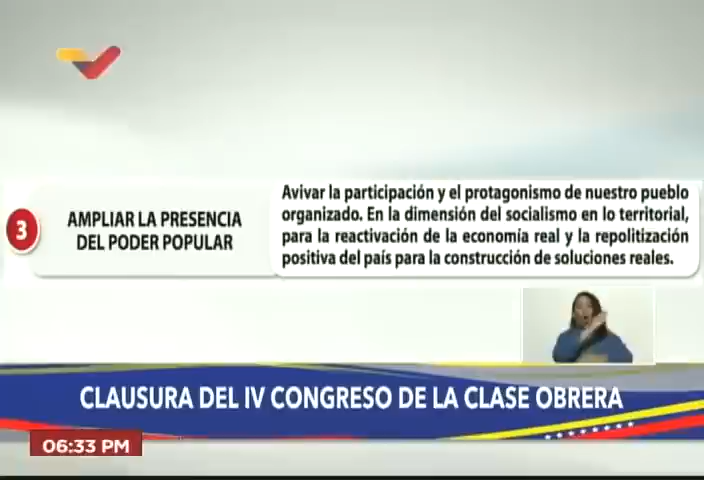 3
AMPLIAR LA PRESENCIA
DEL PODER POPULAR
Avivar la participación y el protagonismo de nuestro pueblo
organizado. En la dimensión del socialismo en lo territorial,
para la reactivación de la economía real y la repolitización
positiva del país para la construcción de soluciones reales.
CLAUSURA DEL IV CONGRESO DE LA CLASE OBRERA
06:33 PM